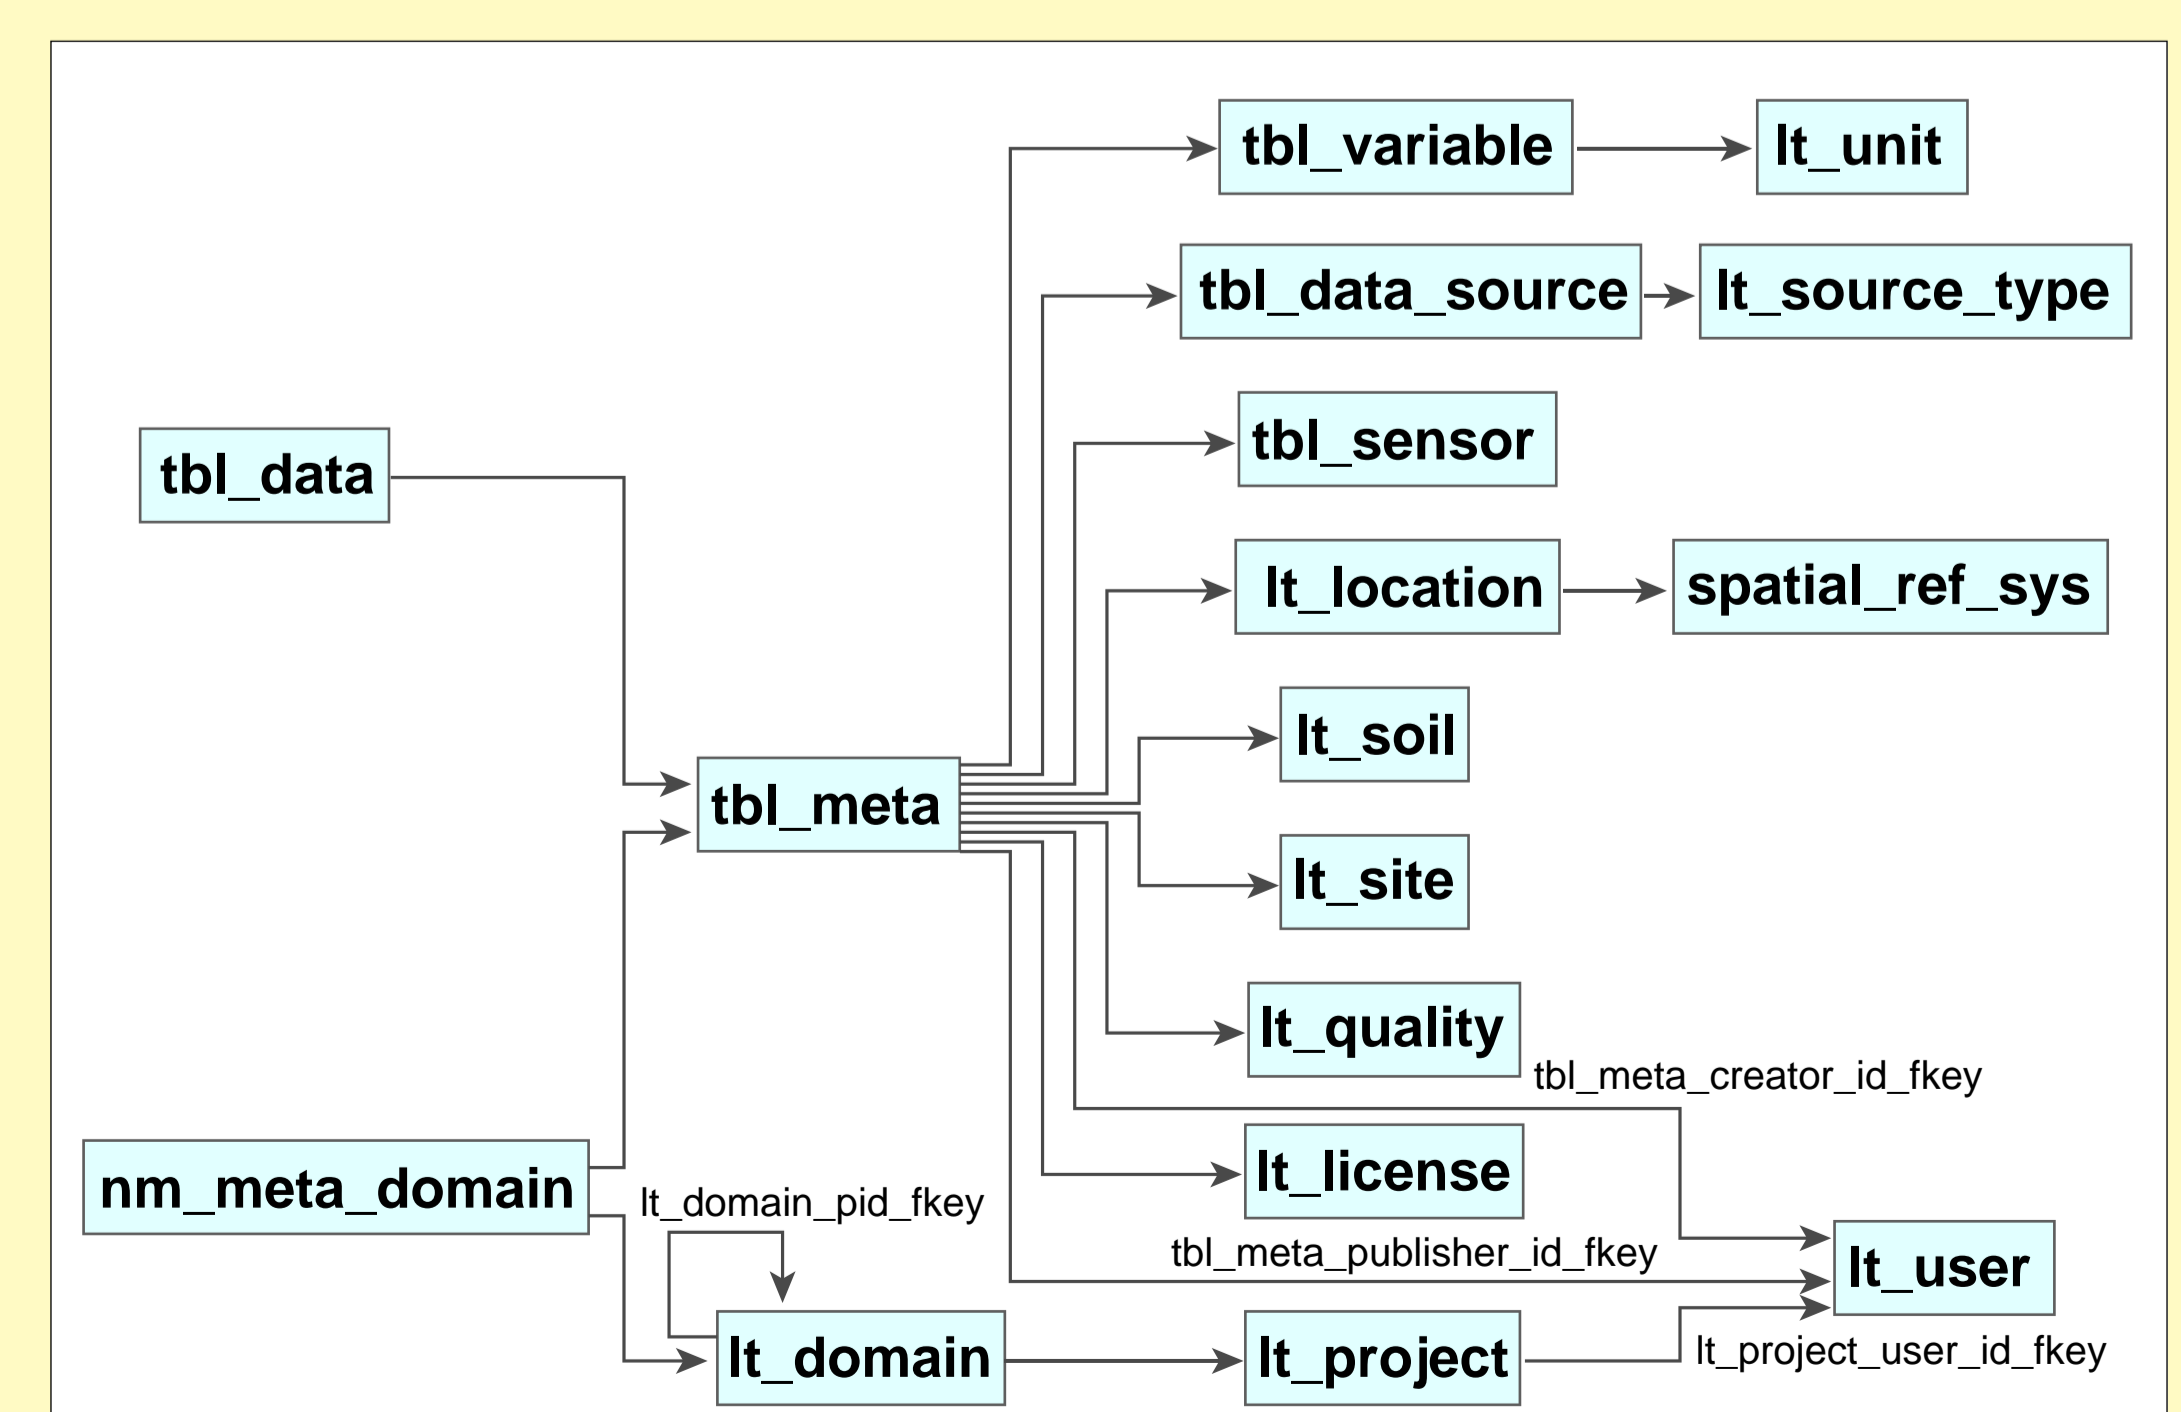 tbl_variable
lt_unit
tbl_data_source
lt_source_type
tbl_sensor
tbl_data
lt_location
spatial_ref_sys
lt_soil
tbl_meta
lt_site
lt_quality
tbl_meta_creator_id_fkey
lt_license
nm_meta_domain
lt_domain_pid_fkey
tbl_meta_publisher_id_fkey
lt_user
lt_domain
lt_project
lt_project_user_id_fkey